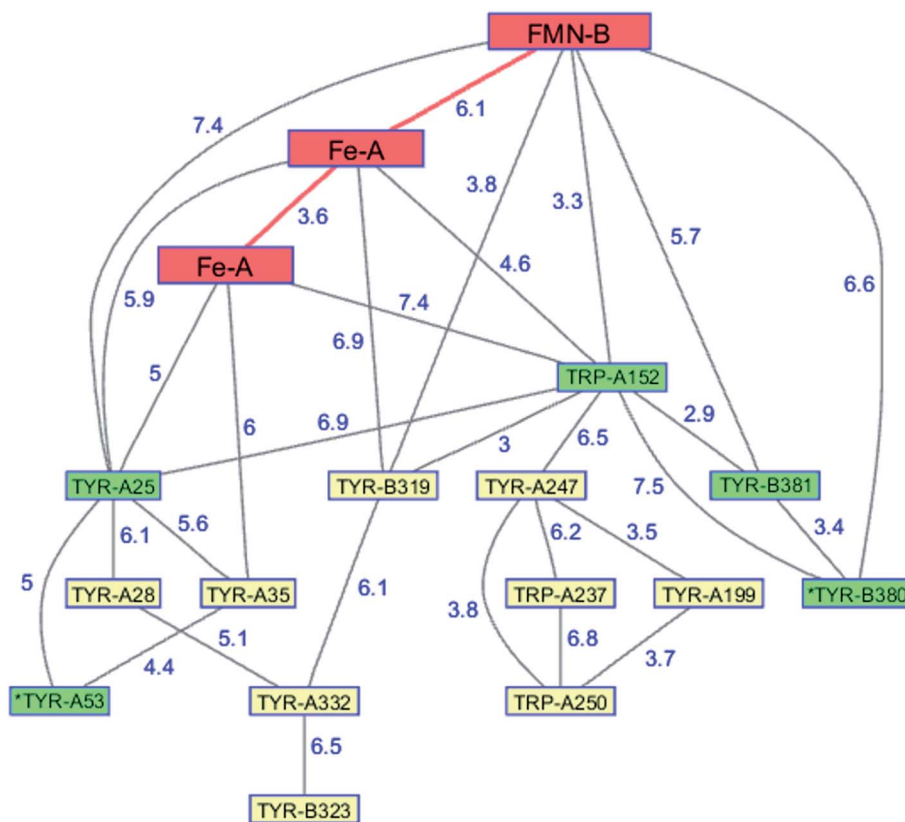 FMN-B
7.4
6.1
Fe-A
3.8
3.3
3.6
5.7
Fe-A
4.6
6.6
5.9
7.4
6.9
5
TRP-A152
6
6.9
2.9
3
6.5
TYR-A25
TYR-B319
TYR-A247
7.5
TYR-B381
5.6
6.1
6.2
3.5
3.4
5
6.1
TYR-A28
TYR-A35
TRP-A237
TYR-A199
*TYR-B380
3.8
5.1
4.4
6.8
3.7
*TYR-A53
TYR-A332
TRP-A250
6.5
TYR-B323